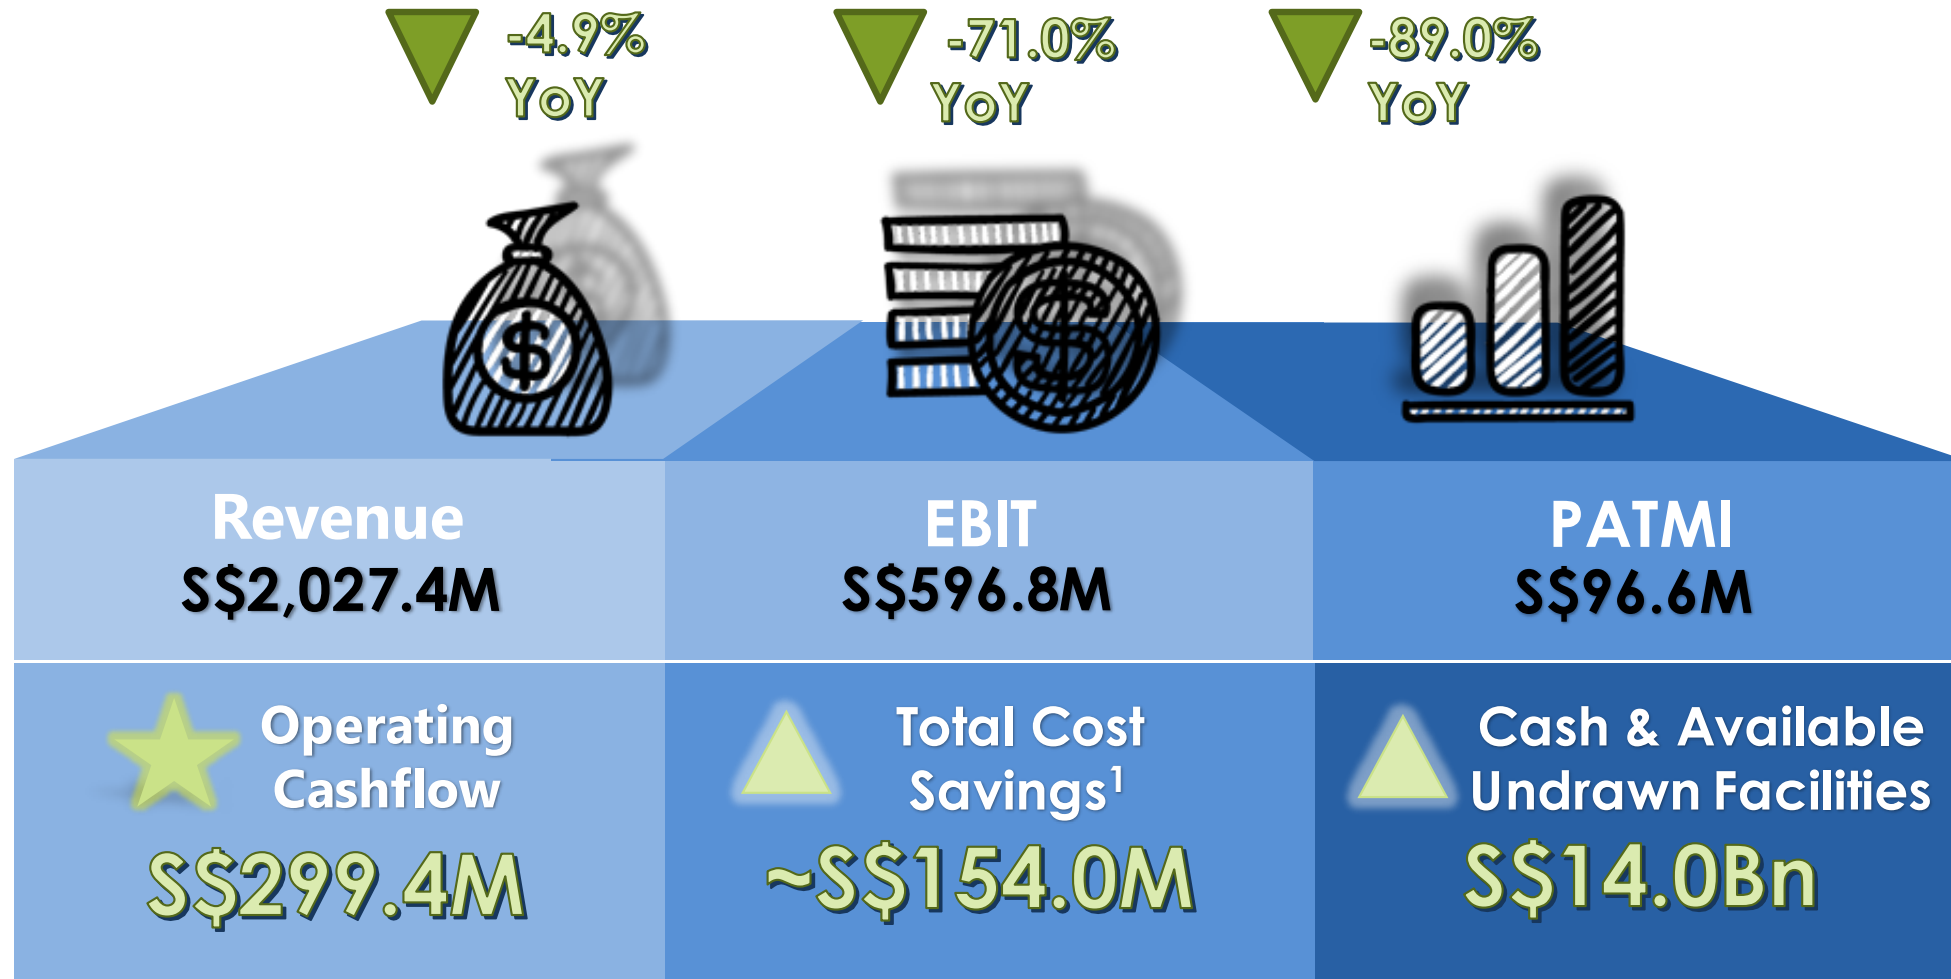 -4.9%
YoY
-71.0%
YoY
-89.0%
YoY
Revenue
S$2,027.4M
EBIT
S$596.8M
PATMI
S$96.6M
Operating
Cashflow
S$299.4M
Total Cost
Savings¹
~S$154.0M
Cash & Available
Undrawn Facilities
S$14.0Bn